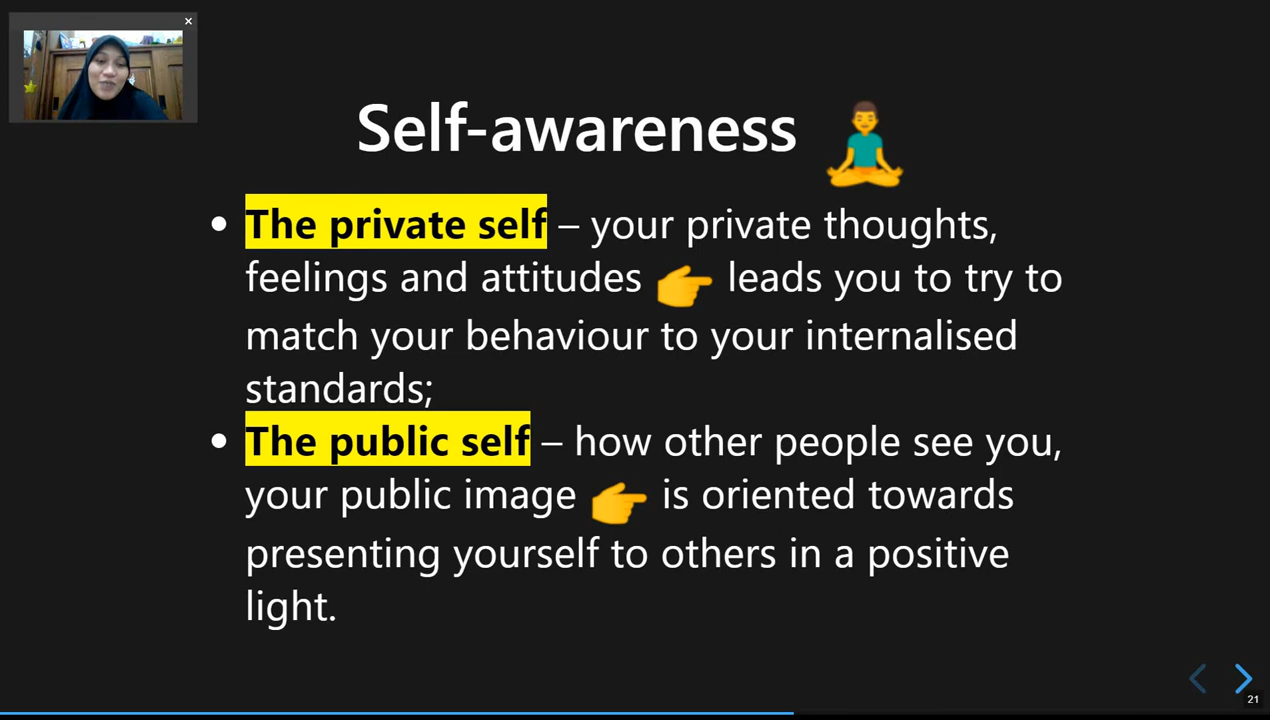 Self-awareness
• The private self – your private thoughts,
feelings and attitudes 👉 leads you to try to
match your behaviour to your internalised
standards;
• The public self – how other people see you,
your public image 👉 is oriented towards
presenting yourself to others in a positive
light.
21